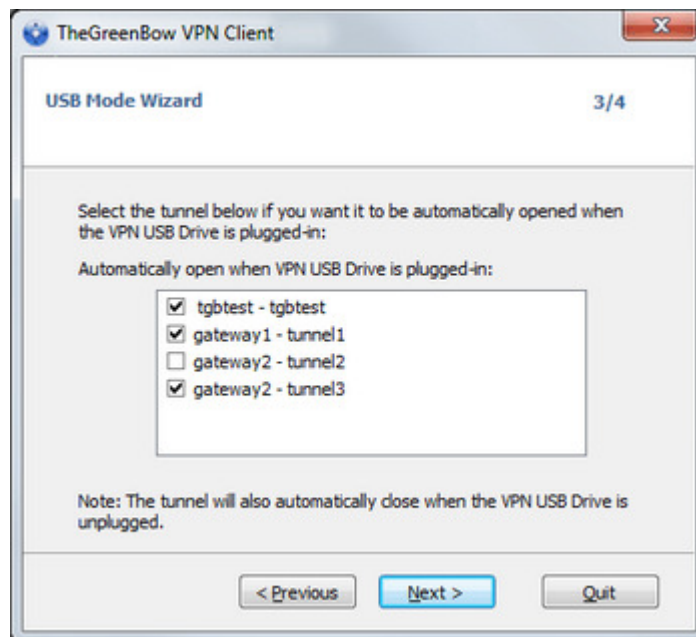 TheGreenBow VPN Client
USB Mode Wizard 3/4
Select the tunnel below if you want it to be automatically opened when
the VPN USB Drive is plugged-in:
Automatically open when VPN USB Drive is plugged-in:
tgbtest - tgbtest
gateway1 - tunnel1
gateway2 - tunnel2
gateway2 - tunnel3
Note: The tunnel will also automatically close when the VPN USB Drive is
unplugged.
< Previous Next > Quit